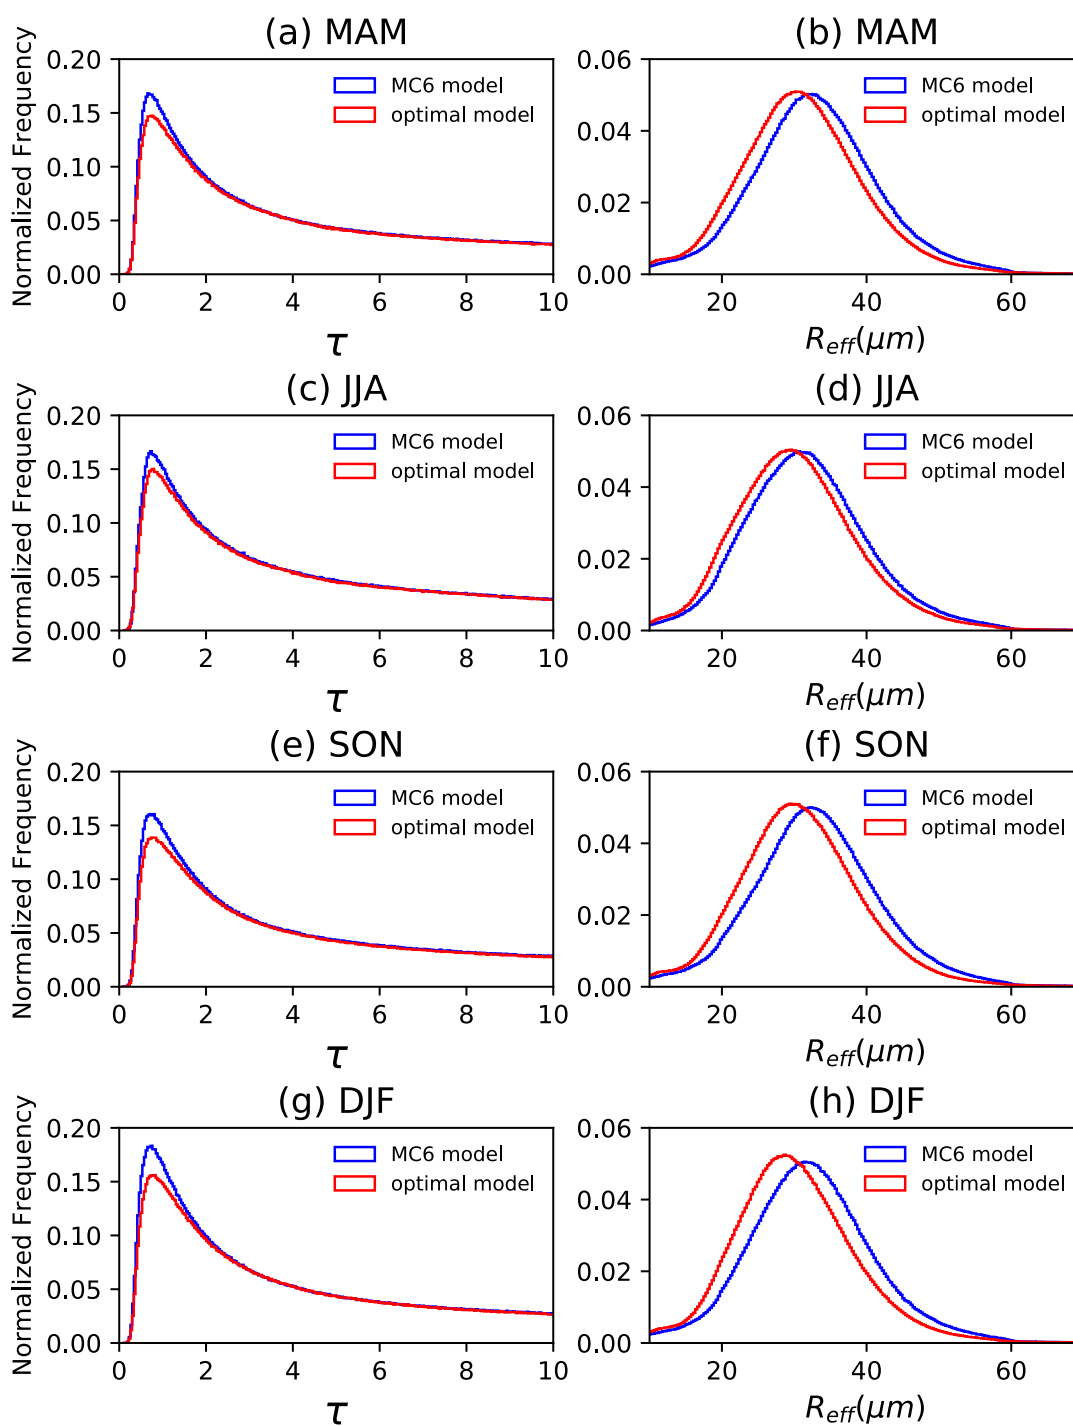 (a) MAM
(b) MAM
Normalized Frequency
0.20
0.15
0.10
0.05
0.00
MC6 model
optimal model
0 2 4 6 8 10
τ
0.06
0.04
0.02
0.00
MC6 model
optimal model
20 40 60
R_eff(μm)
(c) JJA
(d) JJA
Normalized Frequency
0.20
0.15
0.10
0.05
0.00
MC6 model
optimal model
0 2 4 6 8 10
τ
0.06
0.04
0.02
0.00
MC6 model
optimal model
20 40 60
R_eff(μm)
(e) SON
(f) SON
Normalized Frequency
0.20
0.15
0.10
0.05
0.00
MC6 model
optimal model
0 2 4 6 8 10
τ
0.06
0.04
0.02
0.00
MC6 model
optimal model
20 40 60
R_eff(μm)
(g) DJF
(h) DJF
Normalized Frequency
0.20
0.15
0.10
0.05
0.00
MC6 model
optimal model
0 2 4 6 8 10
τ
0.06
0.04
0.02
0.00
MC6 model
optimal model
20 40 60
R_eff(μm)